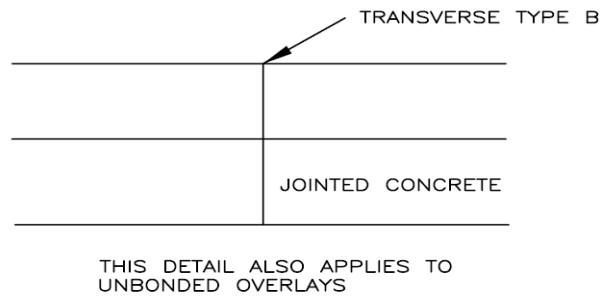 TRANSVERSE TYPE B
JOINTED CONCRETE
THIS DETAIL ALSO APPLIES TO
UNBONDED OVERLAYS